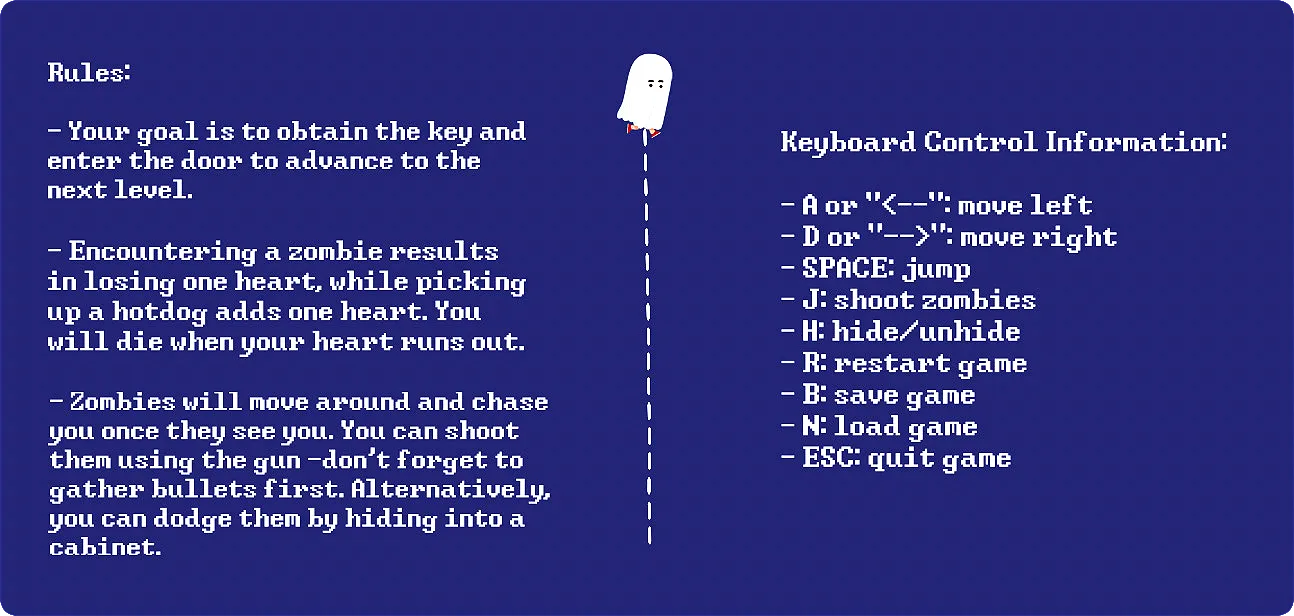 Rules:
- Your goal is to obtain the key and
enter the door to advance to the
next level.
- Encountering a zombie results
in losing one heart, while picking
up a hotdog adds one heart. You
will die when your heart runs out.
- Zombies will move around and chase
you once they see you. You can shoot
them using the gun -don't forget to
gather bullets first. Alternatively,
you can dodge them by hiding into a
cabinet.
Keyboard Control Information:
- A or "<--": move left
- D or "-->": move right
- SPACE: jump
- J: shoot zombies
- H: hide/unhide
- R: restart game
- B: save game
- N: load game
- ESC: quit game